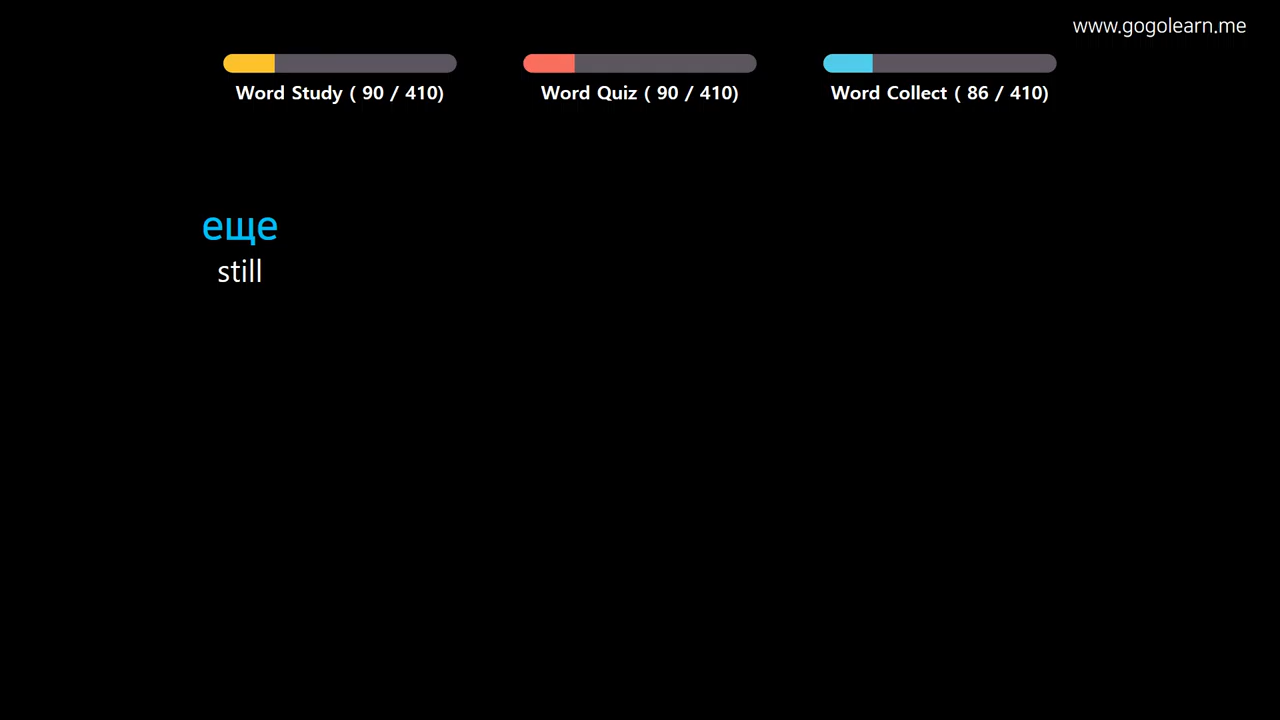 www.gogolearn.me
Word Study ( 90 / 410)
Word Quiz ( 90 / 410)
Word Collect ( 86 / 410)
еще
still